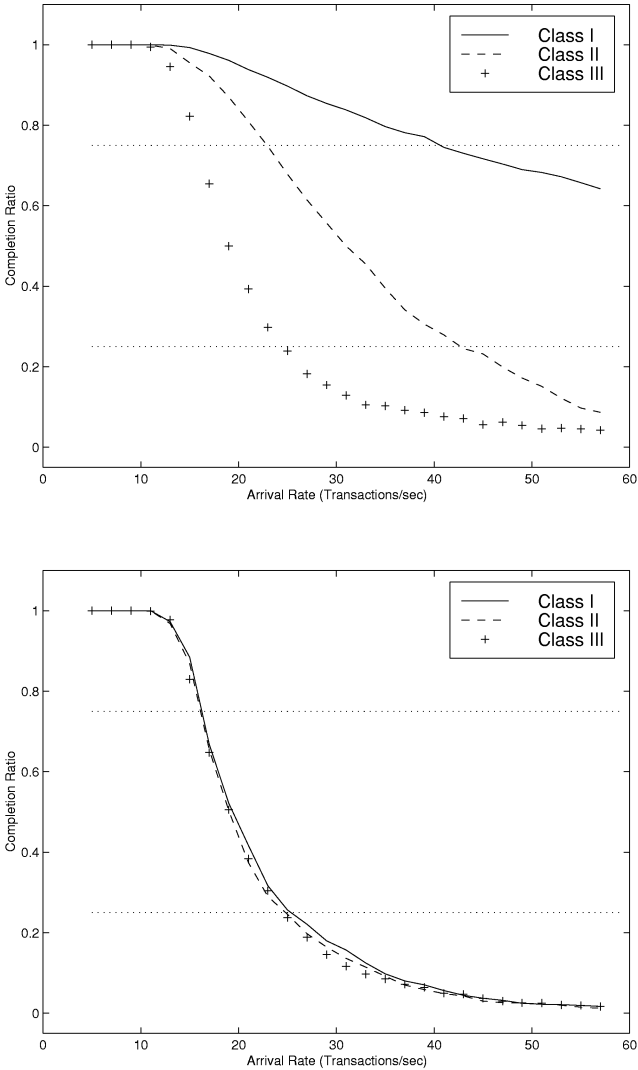 Class I
Class II
Class III
1
0.8
0.6
0.4
0.2
0
Completion Ratio
0 10 20 30 40 50 60
Arrival Rate (Transactions/sec)
Class I
Class II
Class III
1
0.8
0.6
0.4
0.2
0
Completion Ratio
0 10 20 30 40 50 60
Arrival Rate (Transactions/sec)